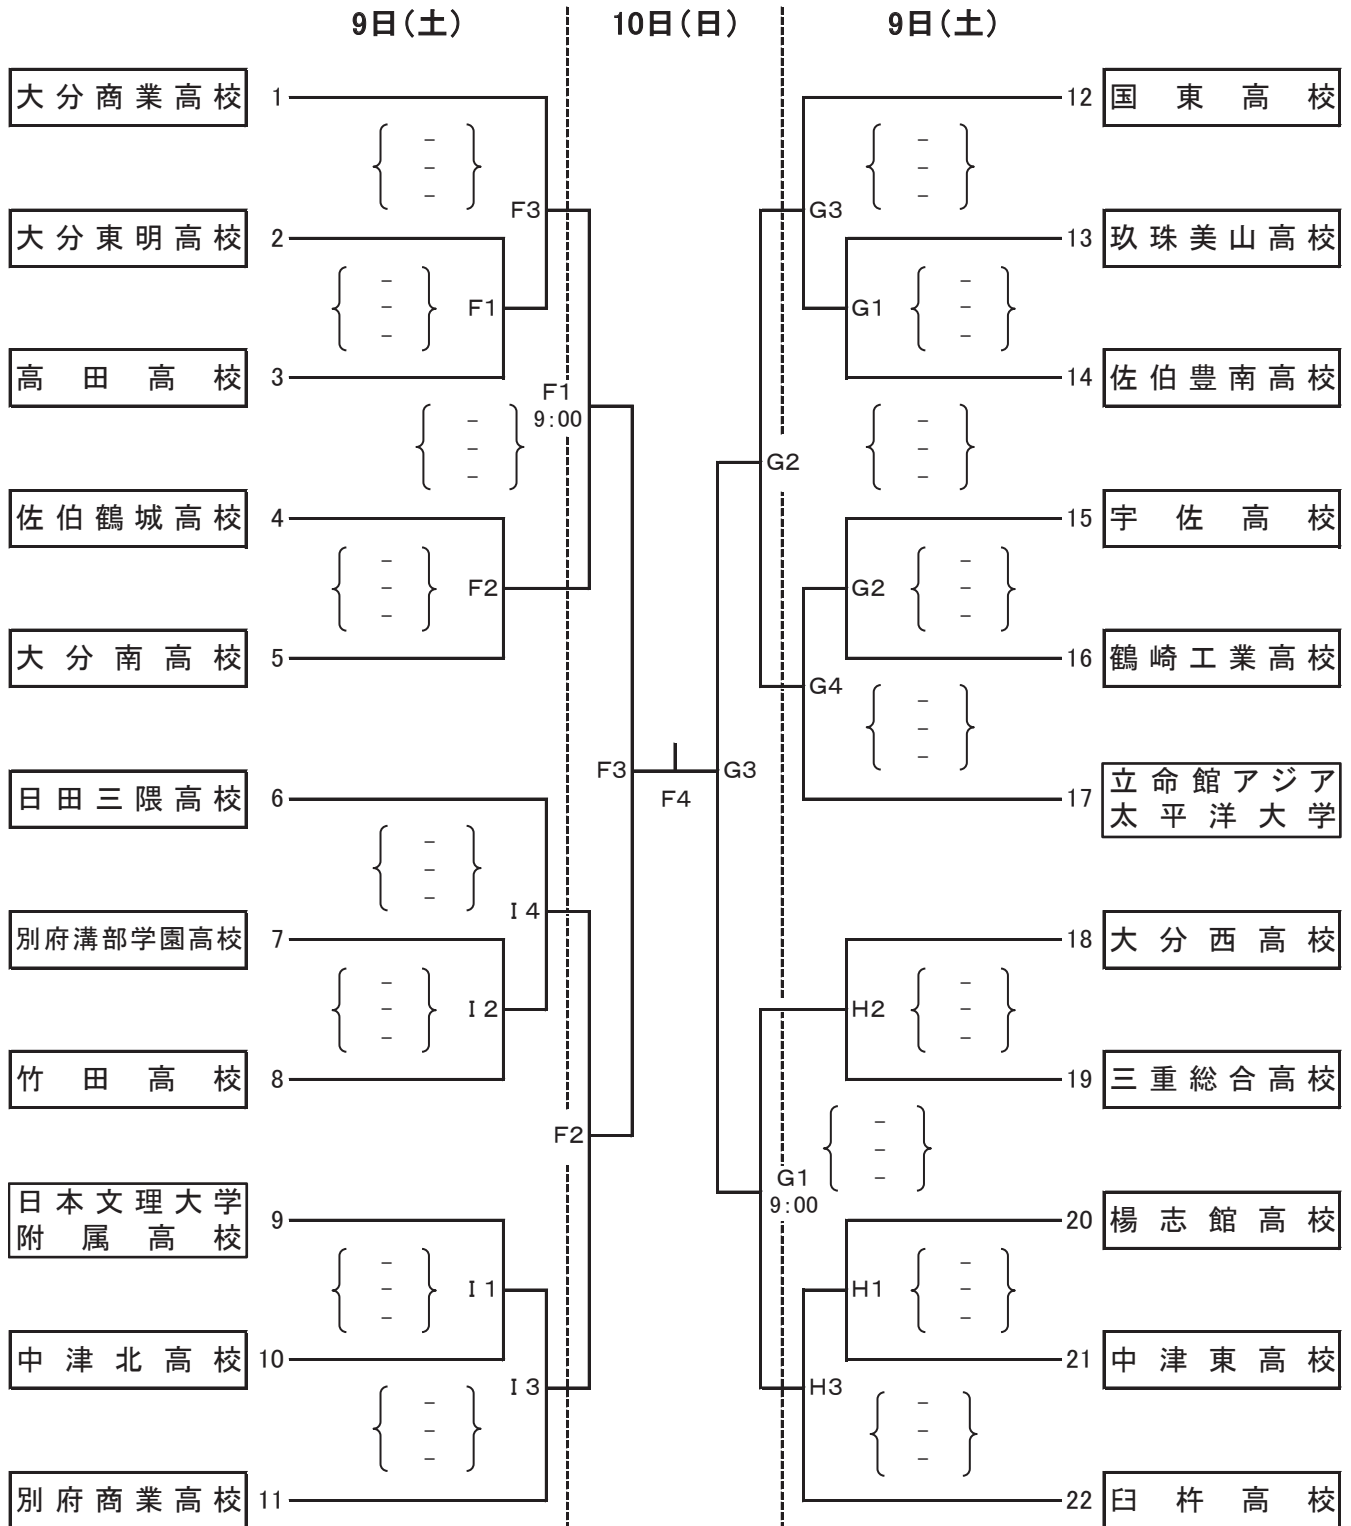 9日(土)
10日(日)
9日(土)
大分商業高校 1
F3
大分東明高校 2
F1
高田高校 3
F1
9:00
佐伯鶴城高校 4
F2
大分南高校 5
日田三隈高校 6
I4
別府溝部学園高校 7
I2
竹田高校 8
F2
日本文理大学
附属高校 9
I1
中津北高校 10
I3
別府商業高校 11
F3
F4
G3
12 国東高校
G3
13 玖珠美山高校
G1
14 佐伯豊南高校
G2
15 宇佐高校
G2
16 鶴崎工業高校
G4
17 立命館アジア
太平洋大学
18 大分西高校
H2
19 三重総合高校
G1
9:00
20 楊志館高校
H1
21 中津東高校
H3
22 臼杵高校